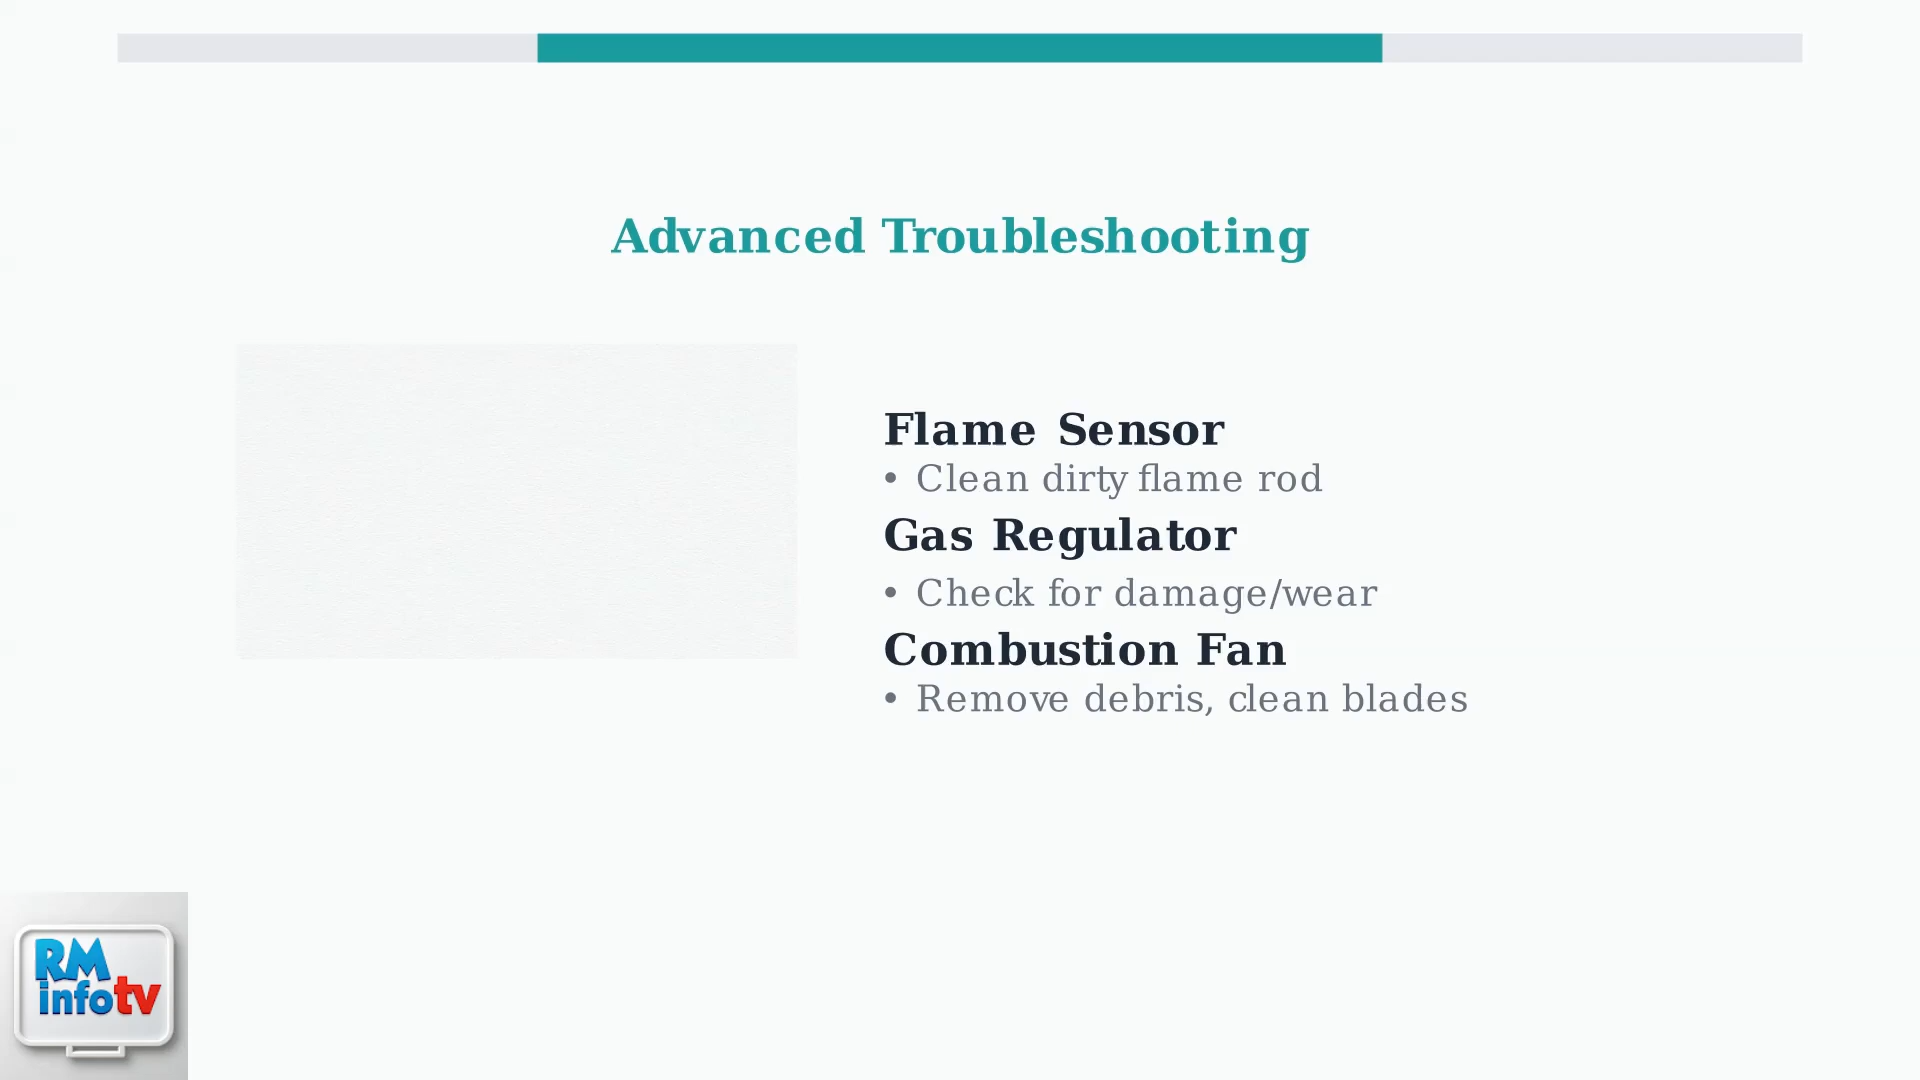 Advanced Troubleshooting
Flame Sensor
• Clean dirty flame rod
Gas Regulator
• Check for damage/wear
Combustion Fan
• Remove debris, clean blades
RM
infotv